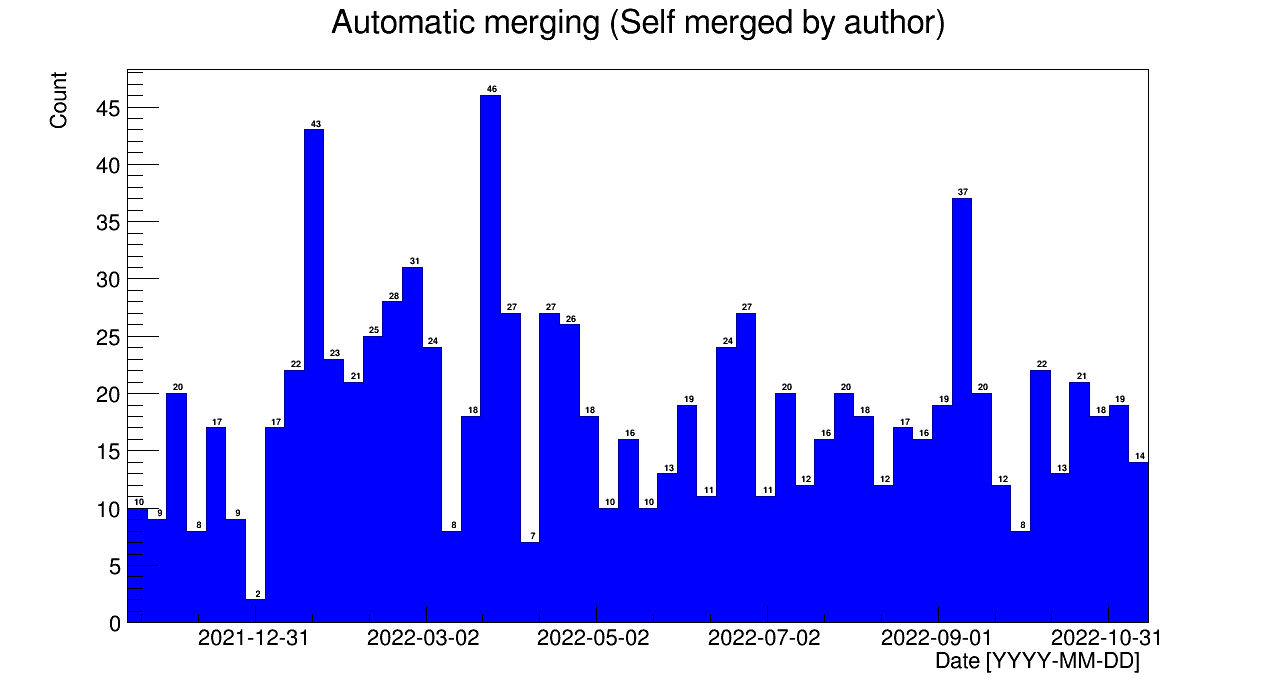 Automatic merging (Self merged by author)
Count
45
40
35
30
25
20
15
10
5
0
10 9 20 8 17 9 2 17 22 43 23 21 25 28 31 24 8 18 46 27 7 27 26 18 10 16 10 13 19 11 24 27 11 20 12 16 20 18 12 17 16 19 37 20 12 8 22 13 21 18 19 14
2021-12-31 2022-03-02 2022-05-02 2022-07-02 2022-09-01 2022-10-31
Date [YYYY-MM-DD]